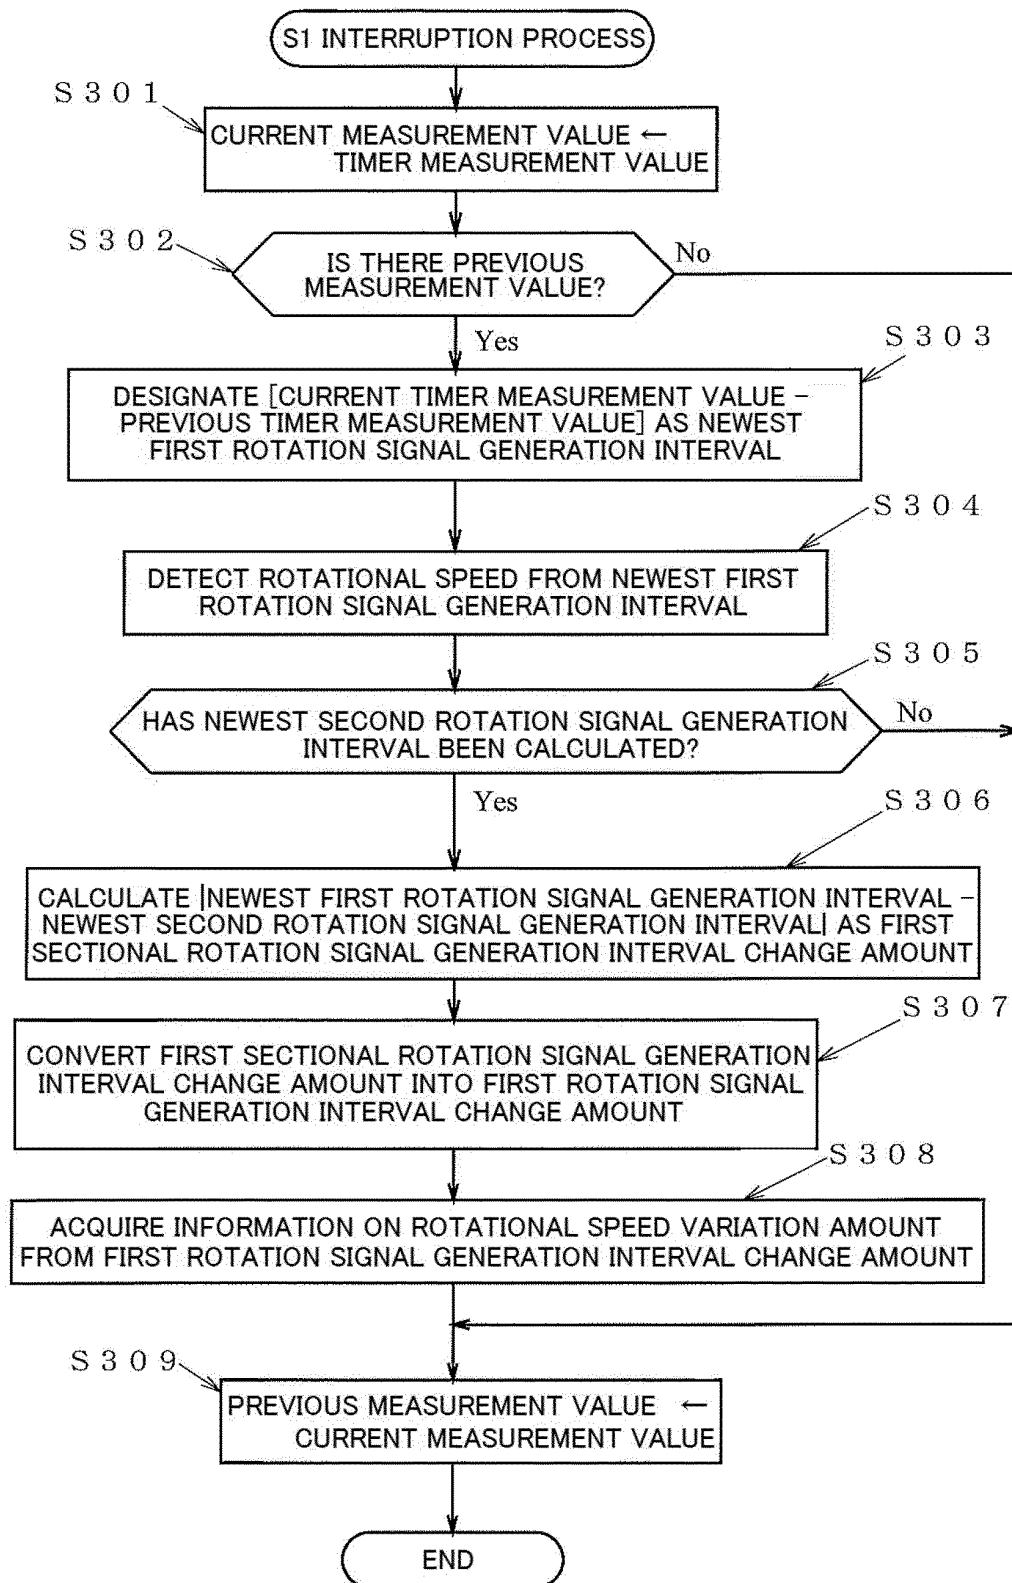 S1 INTERRUPTION PROCESS
S301
CURRENT MEASUREMENT VALUE ←
TIMER MEASUREMENT VALUE
S302
IS THERE PREVIOUS
MEASUREMENT VALUE?
No
Yes
S303
DESIGNATE [CURRENT TIMER MEASUREMENT VALUE –
PREVIOUS TIMER MEASUREMENT VALUE] AS NEWEST
FIRST ROTATION SIGNAL GENERATION INTERVAL
S304
DETECT ROTATIONAL SPEED FROM NEWEST FIRST
ROTATION SIGNAL GENERATION INTERVAL
S305
HAS NEWEST SECOND ROTATION SIGNAL GENERATION
INTERVAL BEEN CALCULATED?
No
Yes
S306
CALCULATE |NEWEST FIRST ROTATION SIGNAL GENERATION INTERVAL –
NEWEST SECOND ROTATION SIGNAL GENERATION INTERVAL| AS FIRST
SECTIONAL ROTATION SIGNAL GENERATION INTERVAL CHANGE AMOUNT
S307
CONVERT FIRST SECTIONAL ROTATION SIGNAL GENERATION
INTERVAL CHANGE AMOUNT INTO FIRST ROTATION SIGNAL
GENERATION INTERVAL CHANGE AMOUNT
S308
ACQUIRE INFORMATION ON ROTATIONAL SPEED VARIATION AMOUNT
FROM FIRST ROTATION SIGNAL GENERATION INTERVAL CHANGE AMOUNT
S309
PREVIOUS MEASUREMENT VALUE ←
CURRENT MEASUREMENT VALUE
END